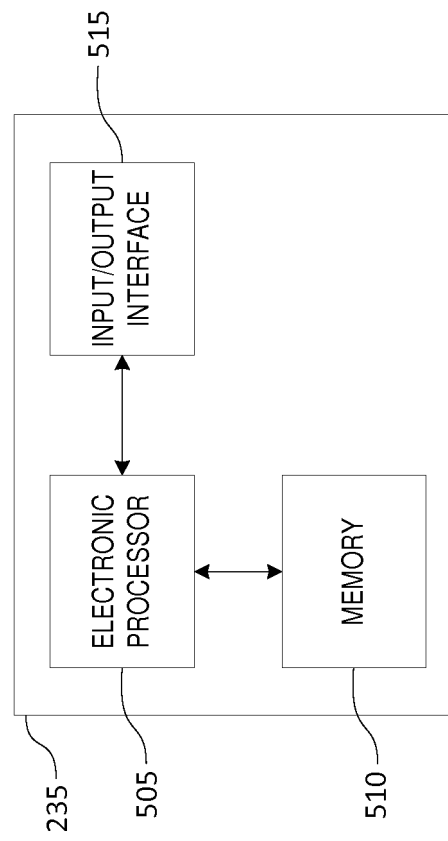 235
505
ELECTRONIC
PROCESSOR
INPUT/OUTPUT
INTERFACE
515
510
MEMORY